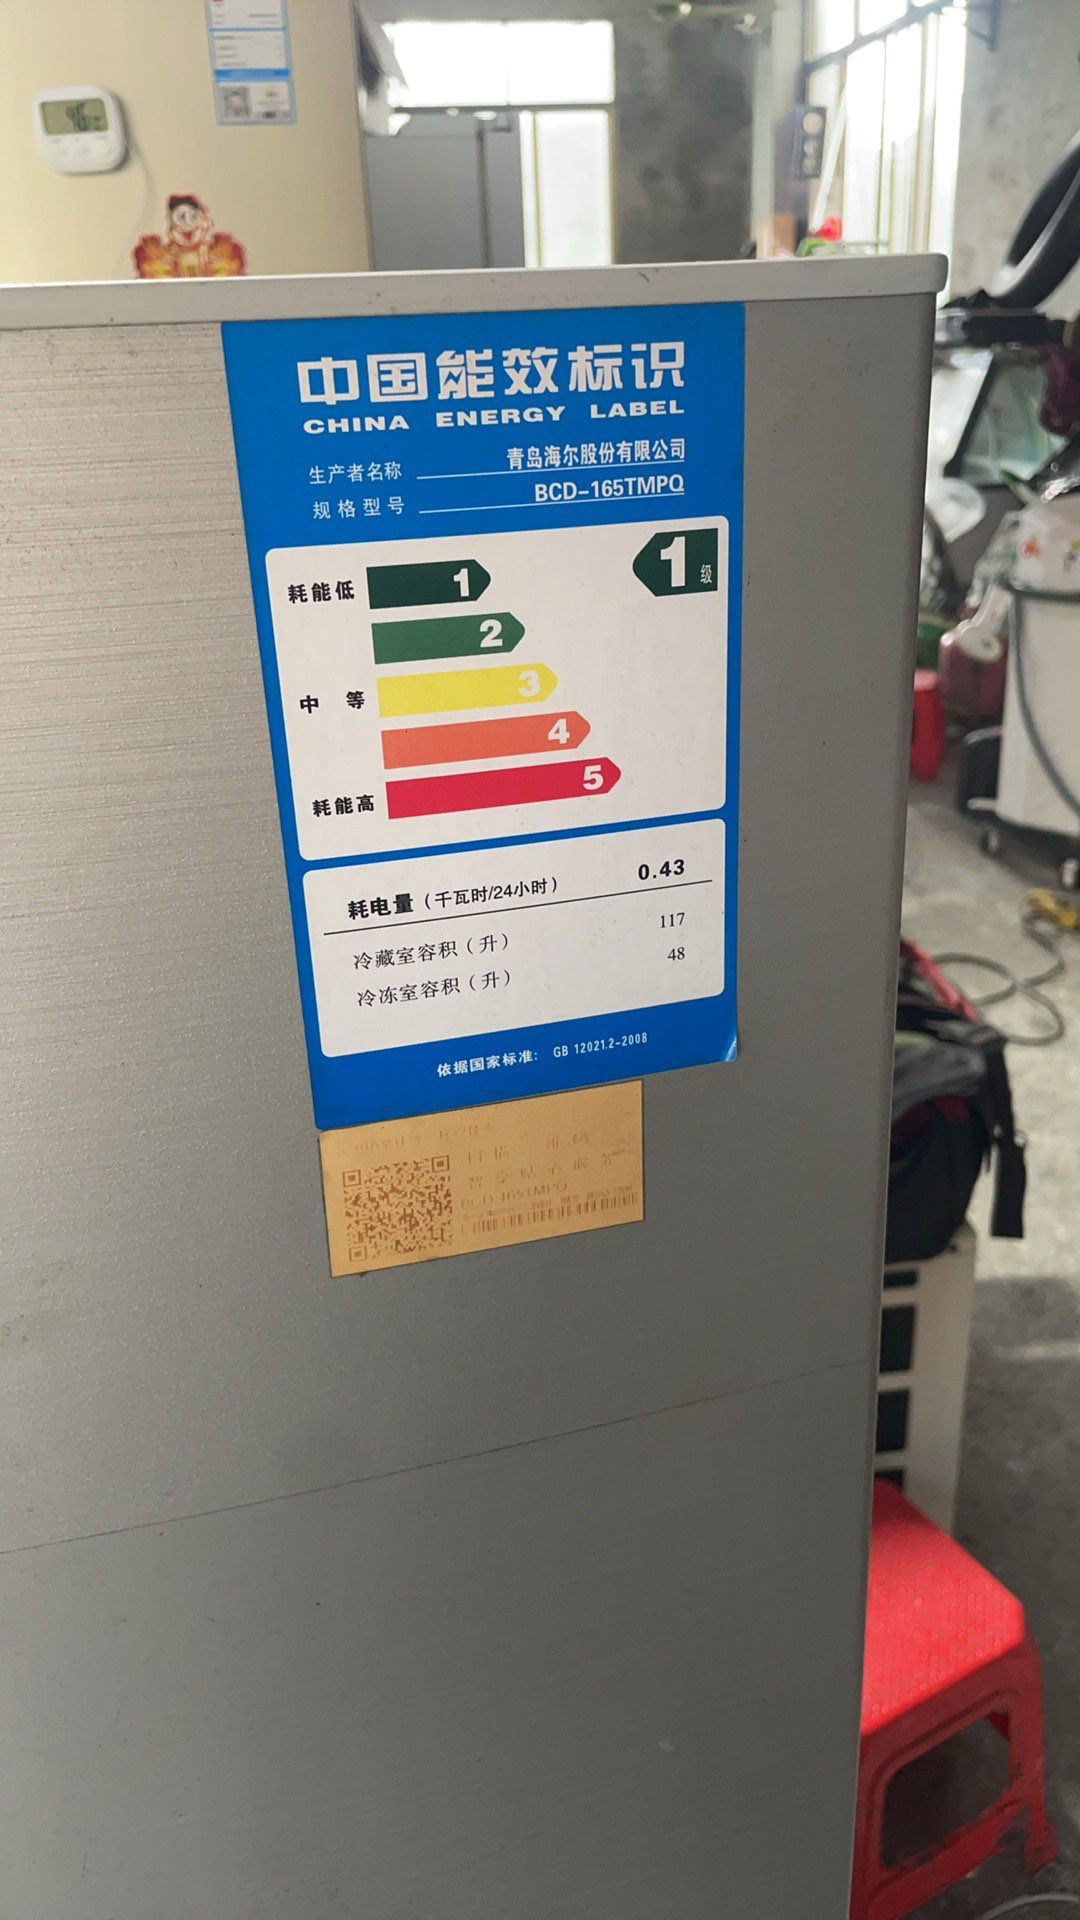 中国能效标识
CHINA ENERGY LABEL
生产者名称 青岛海尔股份有限公司
规格型号 BCD-165TMPQ
1级
耗能低 1
2
中等 3
4
耗能高 5
耗电量（千瓦时/24小时） 0.43
冷藏室容积（升） 117
冷冻室容积（升） 48
依据国家标准： GB 12021.2-2008
BCD-165TMPQ